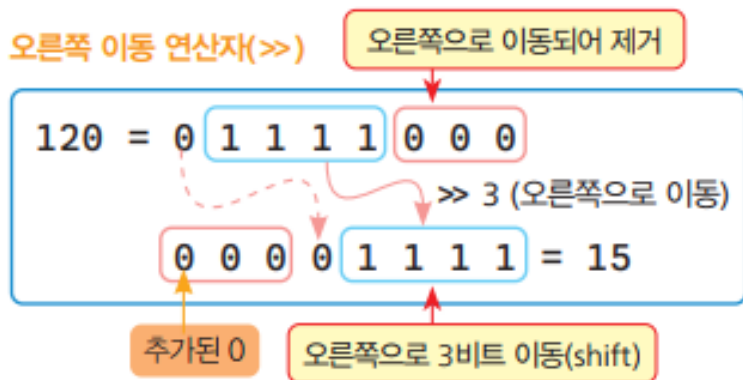 오른쪽 이동 연산자(>>)
오른쪽으로 이동되어 제거
120 = 0 1 1 1 1 0 0 0
>> 3 (오른쪽으로 이동)
0 0 0 0 1 1 1 1 = 15
추가된 0
오른쪽으로 3비트 이동(shift)